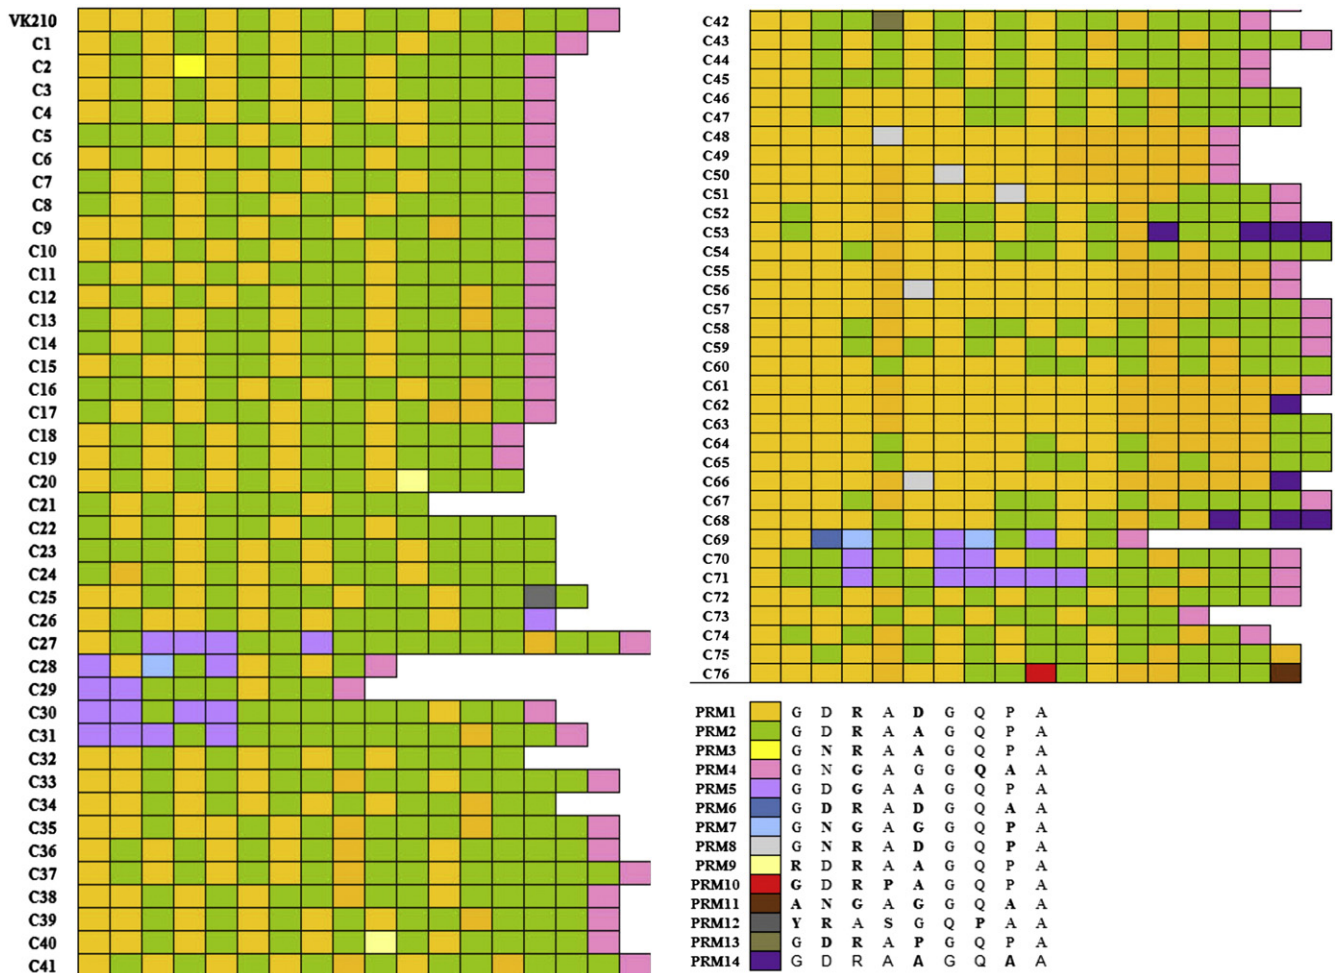 VK210
C1
C2
C3
C4
C5
C6
C7
C8
C9
C10
C11
C12
C13
C14
C15
C16
C17
C18
C19
C20
C21
C22
C23
C24
C25
C26
C27
C28
C29
C30
C31
C32
C33
C34
C35
C36
C37
C38
C39
C40
C41
C42
C43
C44
C45
C46
C47
C48
C49
C50
C51
C52
C53
C54
C55
C56
C57
C58
C59
C60
C61
C62
C63
C64
C65
C66
C67
C68
C69
C70
C71
C72
C73
C74
C75
C76
PRM1 G D R A D G Q P A
PRM2 G D R A A G Q P A
PRM3 G N R A A G Q P A
PRM4 G N G A G G Q A A
PRM5 G D G A A G Q P A
PRM6 G D R A D G Q A A
PRM7 G N G A G G Q P A
PRM8 G N R A D G Q P A
PRM9 R D R A A G Q P A
PRM10 G D R P A G Q P A
PRM11 A N G A G G Q A A
PRM12 Y R A S G Q P A A
PRM13 G D R A P G Q P A
PRM14 G D R A A G Q A A